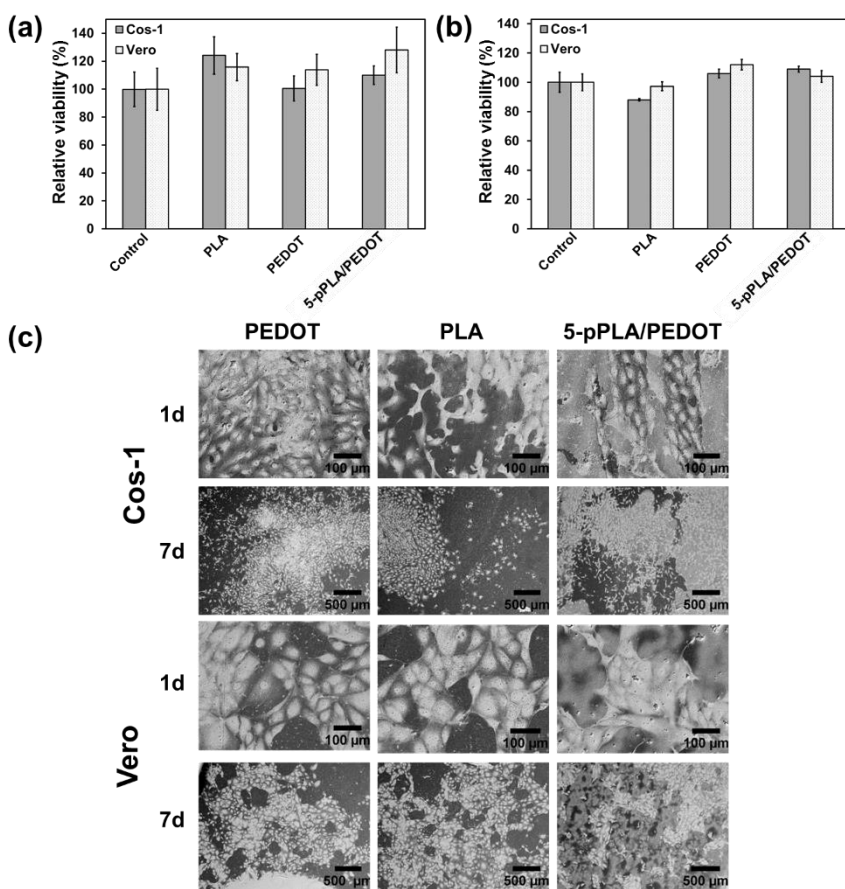 (a)
Relative viability (%)
140
120
100
80
60
40
20
0
Cos-1
Vero
Control
PLA
PEDOT
5-pPLA/PEDOT
(b)
Relative viability (%)
140
120
100
80
60
40
20
0
Cos-1
Vero
Control
PLA
PEDOT
5-pPLA/PEDOT
(c)
PEDOT PLA 5-pPLA/PEDOT
Cos-1
1d
100 µm 100 µm 100 µm
7d
500 µm 500 µm 500 µm
Vero
1d
100 µm 100 µm 100 µm
7d
500 µm 500 µm 500 µm